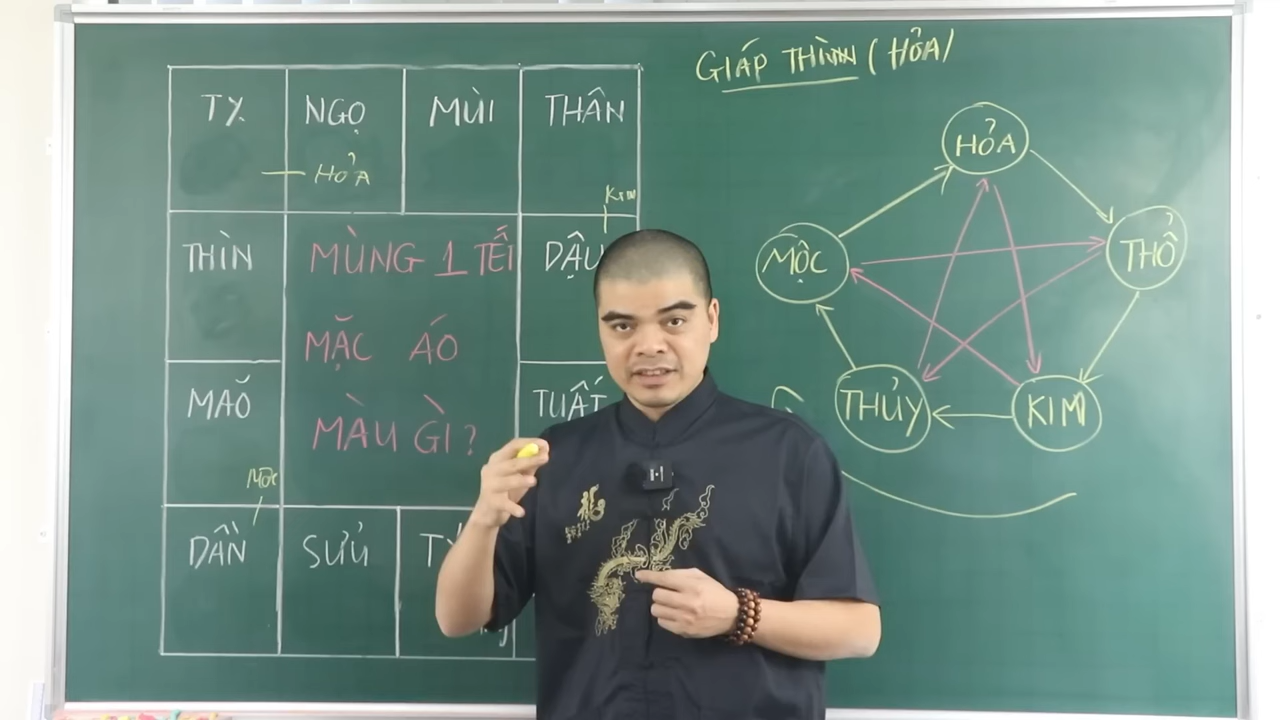 GIÁP THÌN (HỎA)
TỴ NGỌ MÙI THÂN
HỎA
KIM
THÌN
MÙNG 1 TẾT
DẬU
MẶC ÁO
MÃO
MÀU GÌ?
TUẤT
MỘC
DẦN SỬU
HỎA
MỘC
THỔ
THỦY
KIM